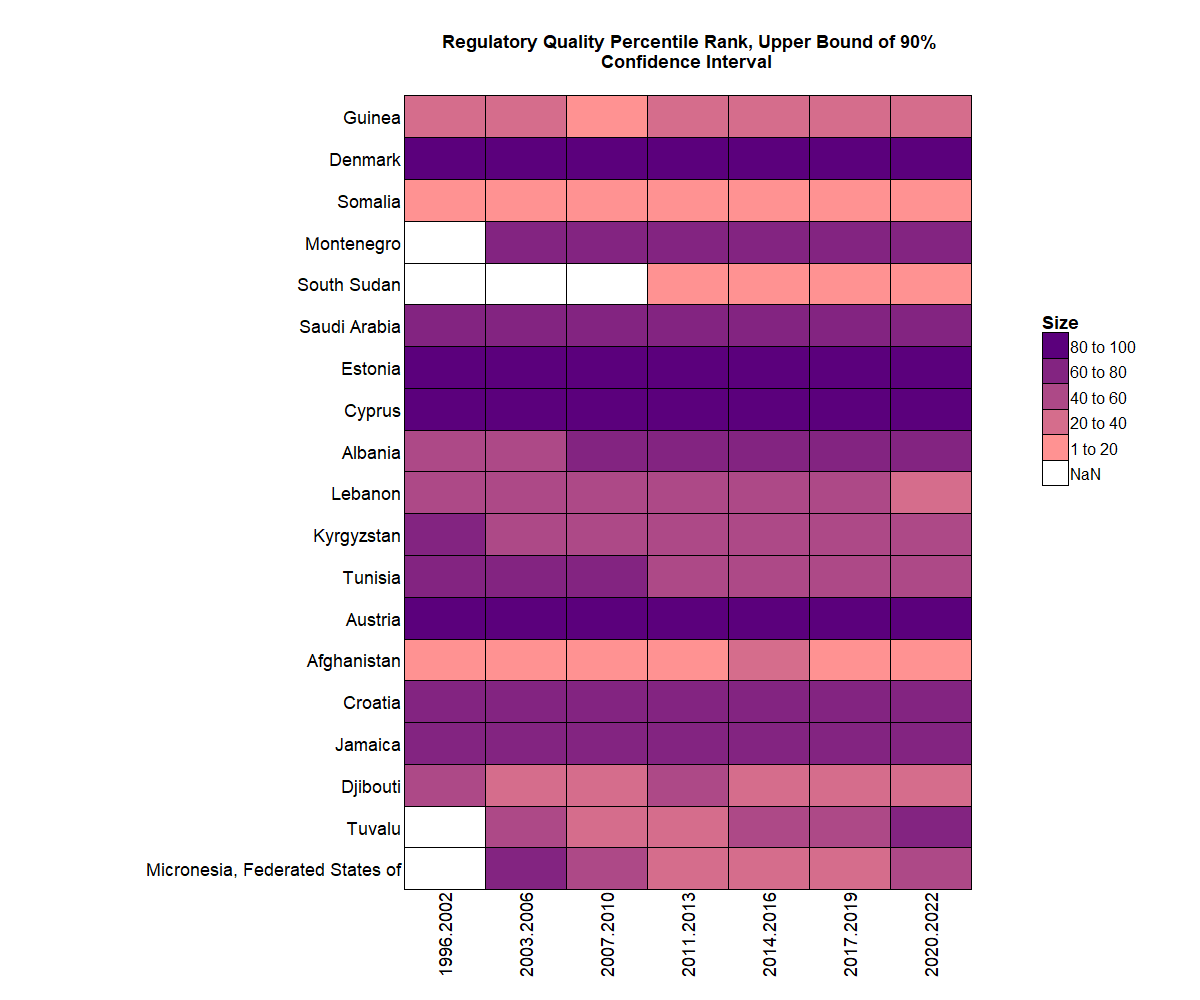 Regulatory Quality Percentile Rank, Upper Bound of 90%
Confidence Interval
Guinea
Denmark
Somalia
Montenegro
South Sudan
Saudi Arabia
Estonia
Cyprus
Albania
Lebanon
Kyrgyzstan
Tunisia
Austria
Afghanistan
Croatia
Jamaica
Djibouti
Tuvalu
Micronesia, Federated States of
1996.2002
2003.2006
2007.2010
2011.2013
2014.2016
2017.2019
2020.2022
Size
80 to 100
60 to 80
40 to 60
20 to 40
1 to 20
NaN